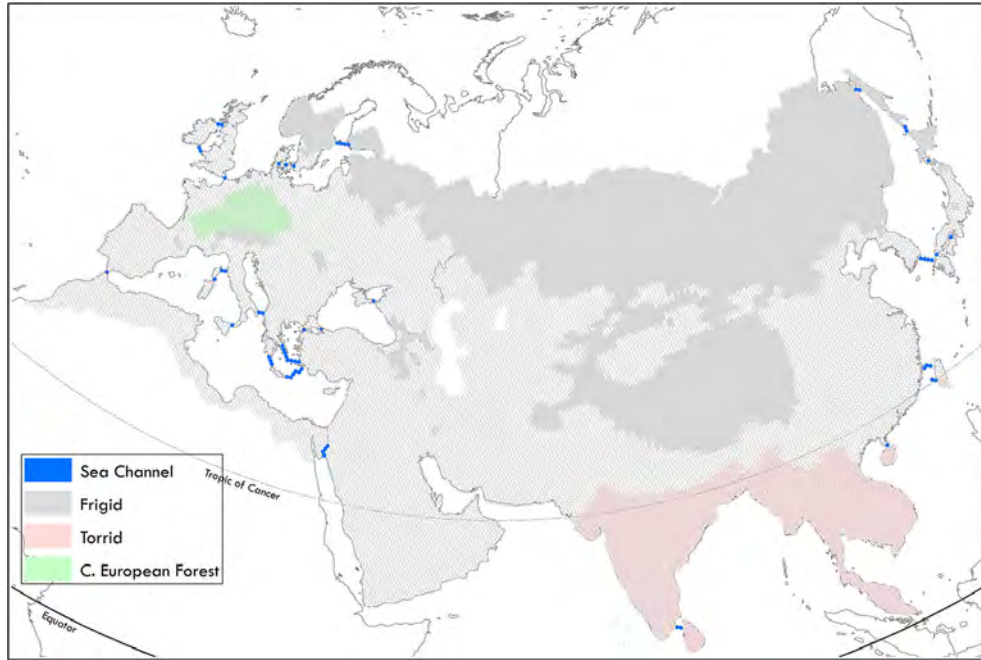 Sea Channel
Frigid
Torrid
C. European Forest
Tropic of Cancer
Equator